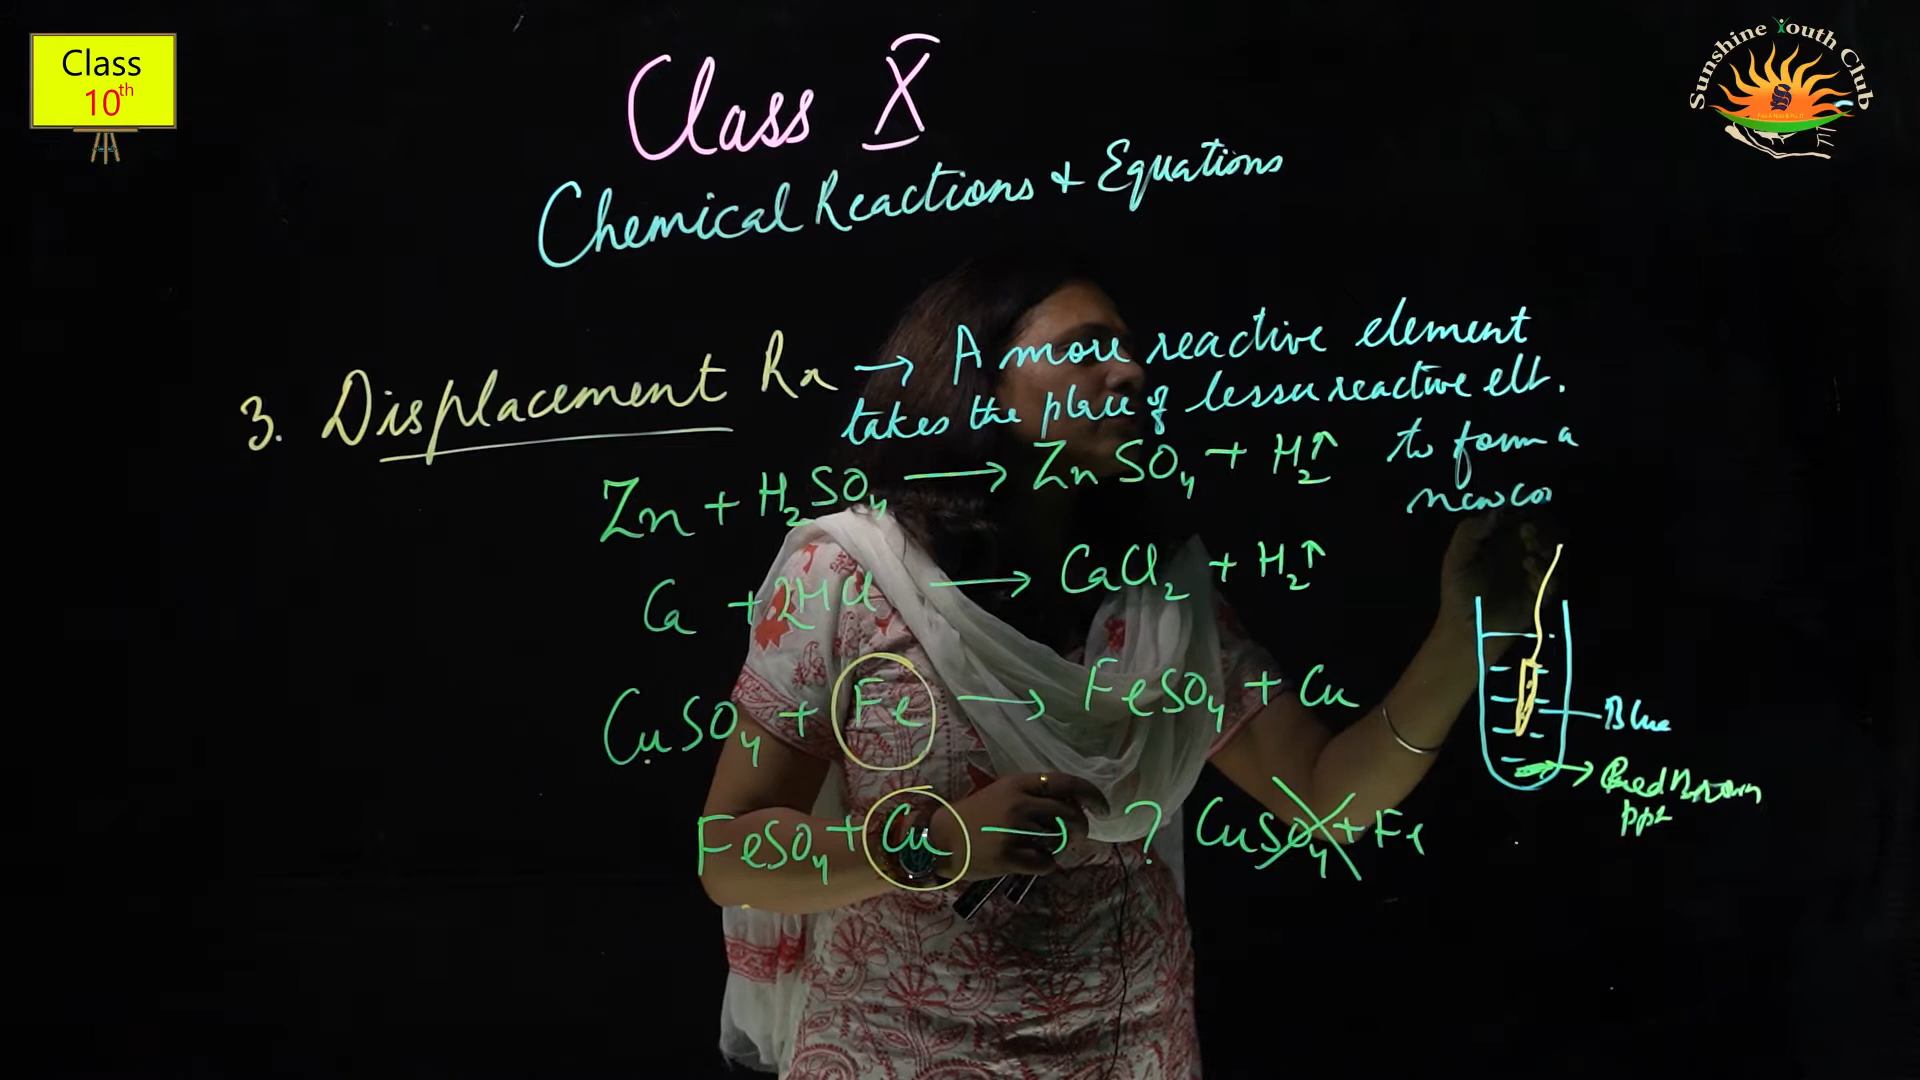 Class
10th
Sunshine Youth Club
Class X
Chemical Reactions & Equations
3. Displacement Rx → A more reactive element
takes the place of lesser reactive elt.
to form a
new co
Zn + H₂SO₄ → ZnSO₄ + H₂↑
Ca + 2HCl → CaCl₂ + H₂↑
CuSO₄ + Fe → FeSO₄ + Cu
Blue
Red Brown
ppt
FeSO₄ + Cu → ? CuSO₄ + Fe